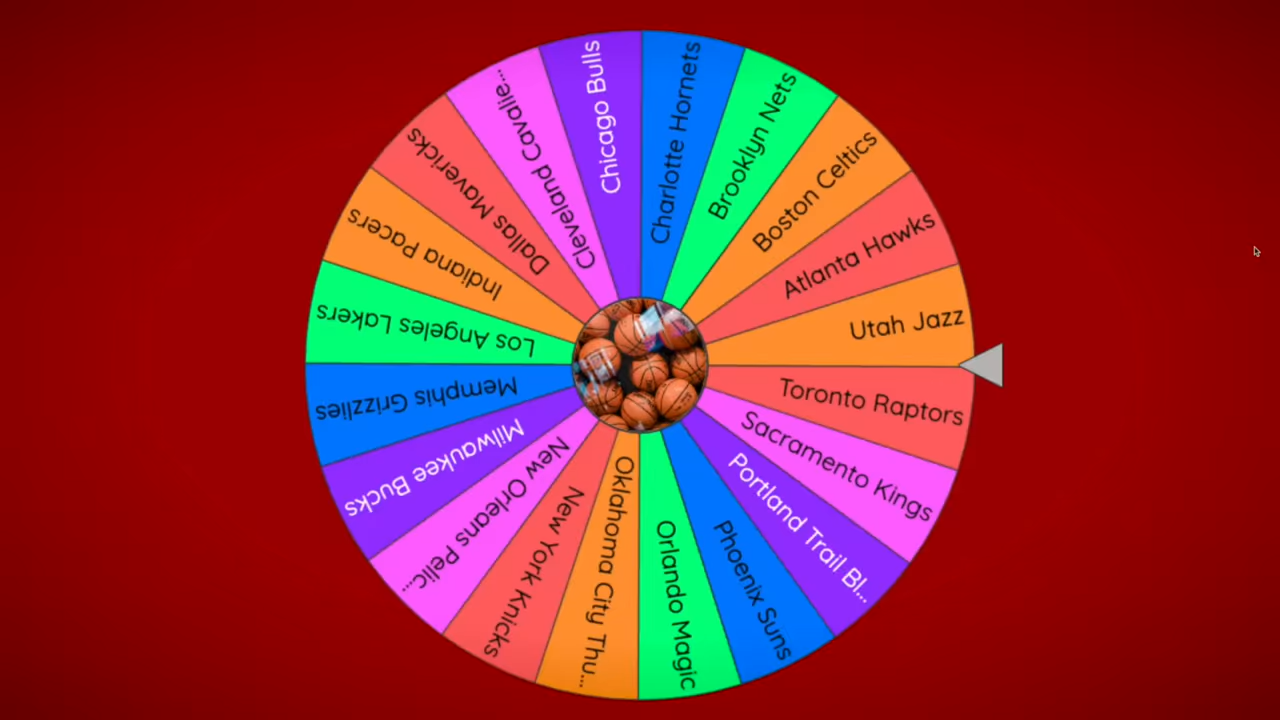 Chicago Bulls
Charlotte Hornets
Brooklyn Nets
Boston Celtics
Atlanta Hawks
Utah Jazz
Toronto Raptors
Sacramento Kings
Portland Trail Bl...
Phoenix Suns
Orlando Magic
Oklahoma City Thu...
New York Knicks
New Orleans Pelic...
Milwaukee Bucks
Memphis Grizzlies
Los Angeles Lakers
Indiana Pacers
Dallas Mavericks
Cleveland Cavalie...